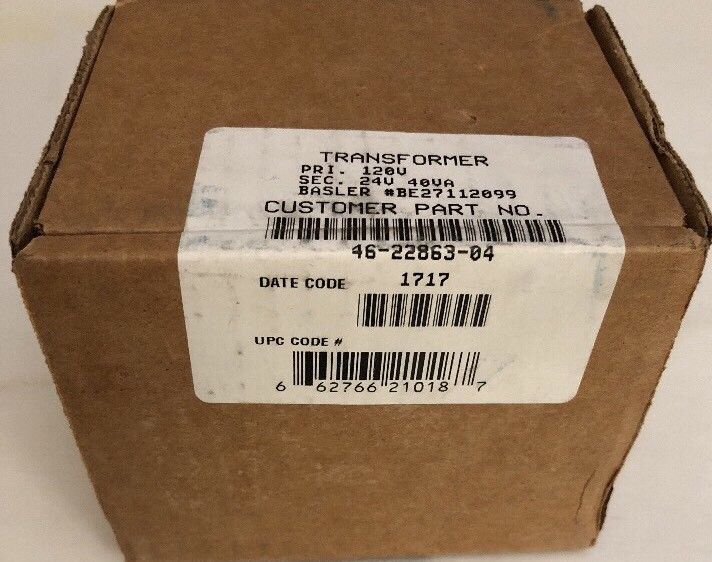 TRANSFORMER
PRI. 120V
SEC. 24V 40VA
BASLER #BE27112099
CUSTOMER PART NO.
46-22863-04
DATE CODE 1717
UPC CODE #
6 62766 21018 7